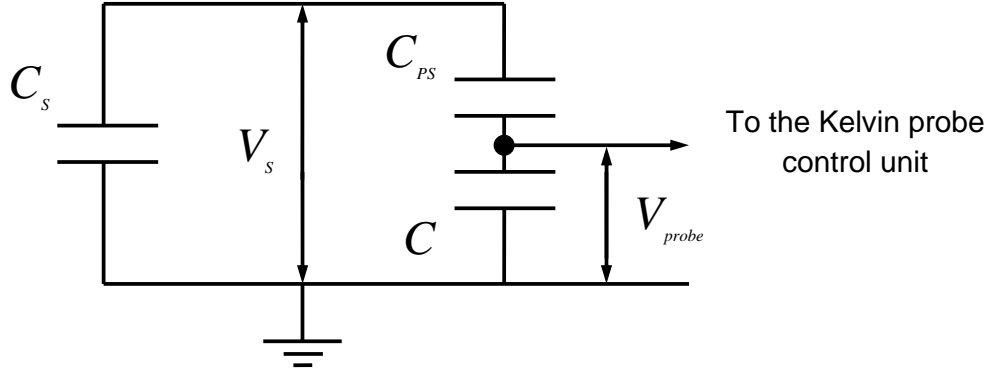 C_S
V_S
C_PS
C
V_probe
To the Kelvin probe
control unit